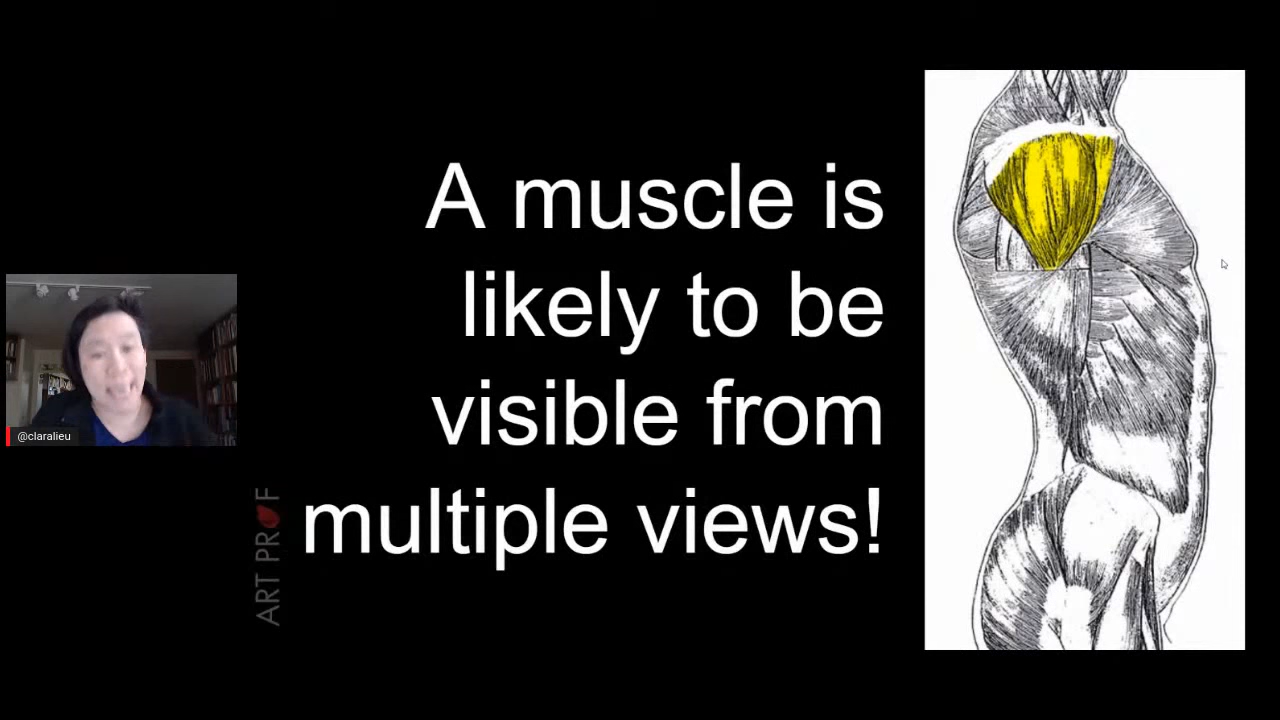 A muscle is
likely to be
visible from
multiple views!
@claralieu
ART PROF